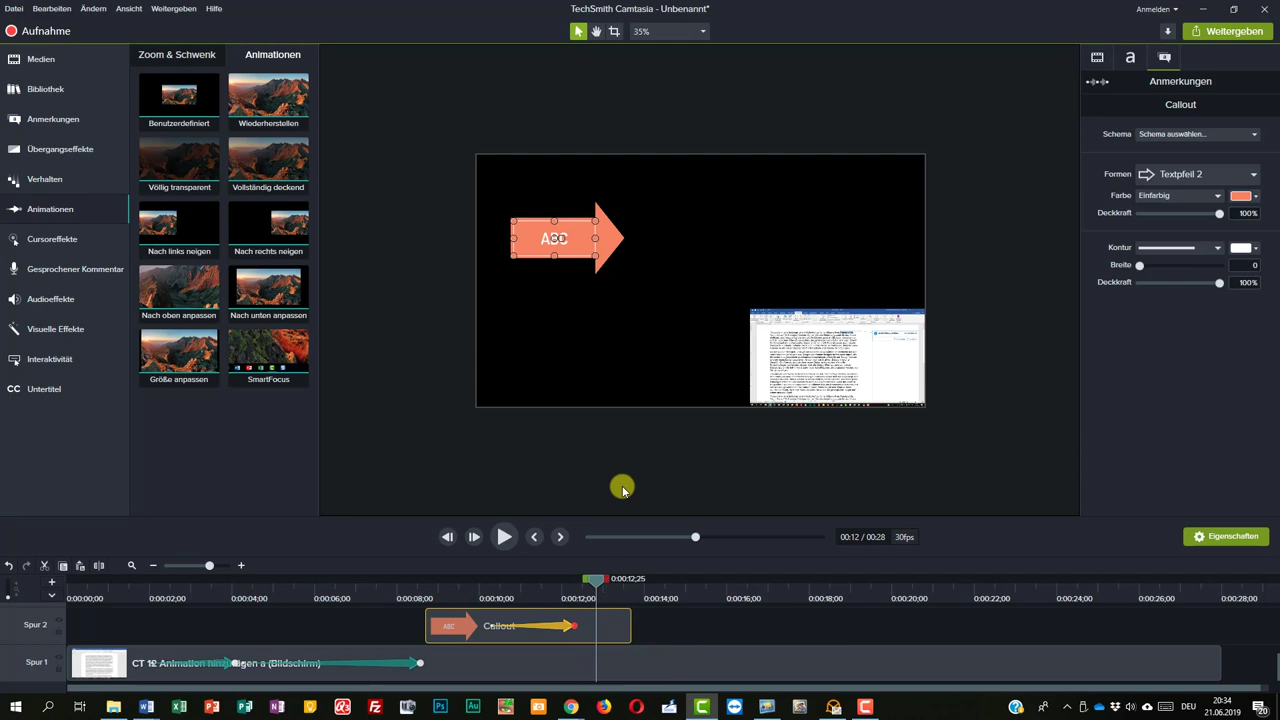 Datei Bearbeiten Ändern Ansicht Weitergeben Hilfe
TechSmith Camtasia - Unbenannt*
Anmelden
Aufnahme
35%
Weitergeben
Medien
Bibliothek
Anmerkungen
Übergangseffekte
Verhalten
Animationen
Cursoreffekte
Gesprochener Kommentar
Audioeffekte
Visuelle Effekte
Interaktivität
CC Untertitel
Zoom & Schwenk Animationen
Benutzerdefiniert Wiederherstellen
Völlig transparent Vollständig deckend
Nach links neigen Nach rechts neigen
Nach oben anpassen Nach unten anpassen
Größe anpassen SmartFocus
ABC
a
Anmerkungen
Callout
Schema Schema auswählen...
Formen Textpfeil 2
Farbe Einfarbig
Deckkraft 100%
Kontur
Breite 0
Deckkraft 100%
00:12 / 00:28 30fps
Eigenschaften
0:00:12;25
0:00:00;00 0:00:02;00 0:00:04;00 0:00:06;00 0:00:08;00 0:00:10;00 0:00:12;00 0:00:14;00 0:00:16;00 0:00:18;00 0:00:20;00 0:00:22;00 0:00:24;00 0:00:26;00 0:00:28;00
Spur 2
ABC
Callout
Spur 1
CT 12 Animation hinzufügen a (Bildschirm)
DEU
20:34
21.06.2019
20